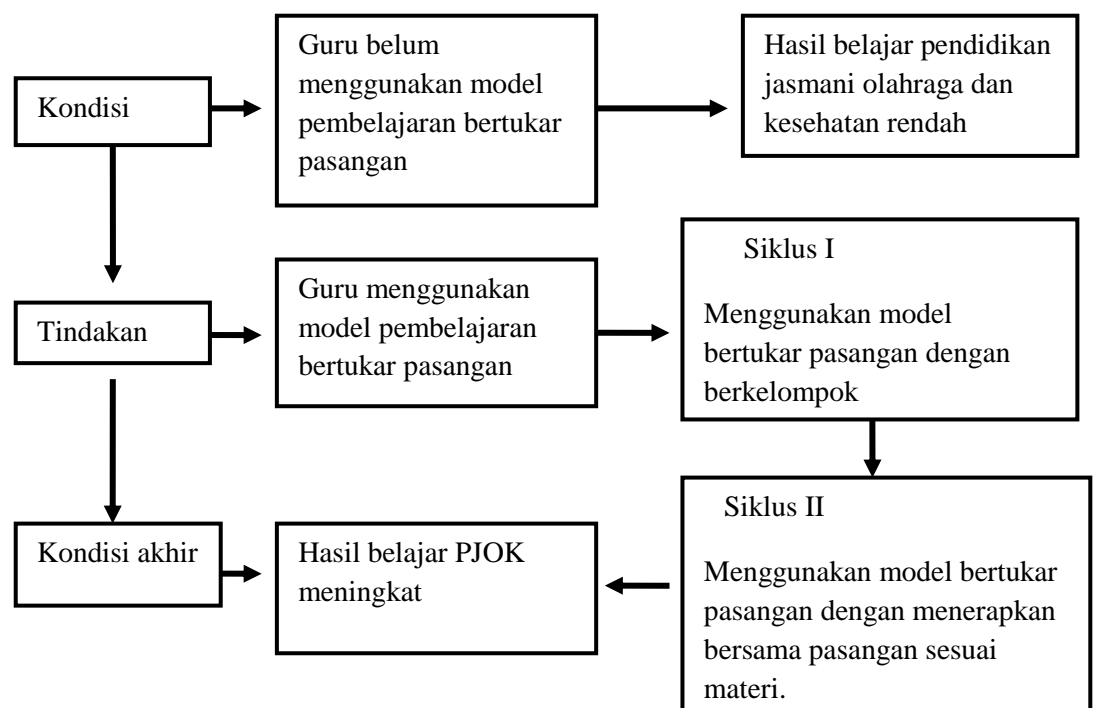 Kondisi
Guru belum
menggunakan model
pembelajaran bertukar
pasangan
Hasil belajar pendidikan
jasmani olahraga dan
kesehatan rendah
Tindakan
Guru menggunakan
model pembelajaran
bertukar pasangan
Siklus I
Menggunakan model
bertukar pasangan dengan
berkelompok
Kondisi akhir
Hasil belajar PJOK
meningkat
Siklus II
Menggunakan model bertukar
pasangan dengan menerapkan
bersama pasangan sesuai
materi.